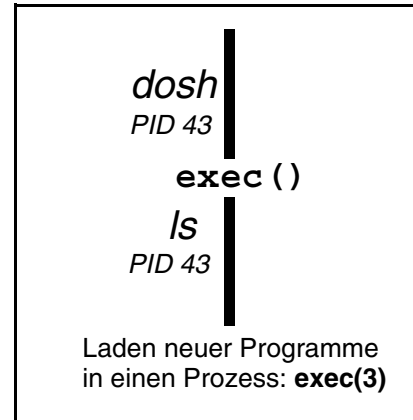 dosh
PID 43
exec()
ls
PID 43
Laden neuer Programme
in einen Prozess: exec(3)